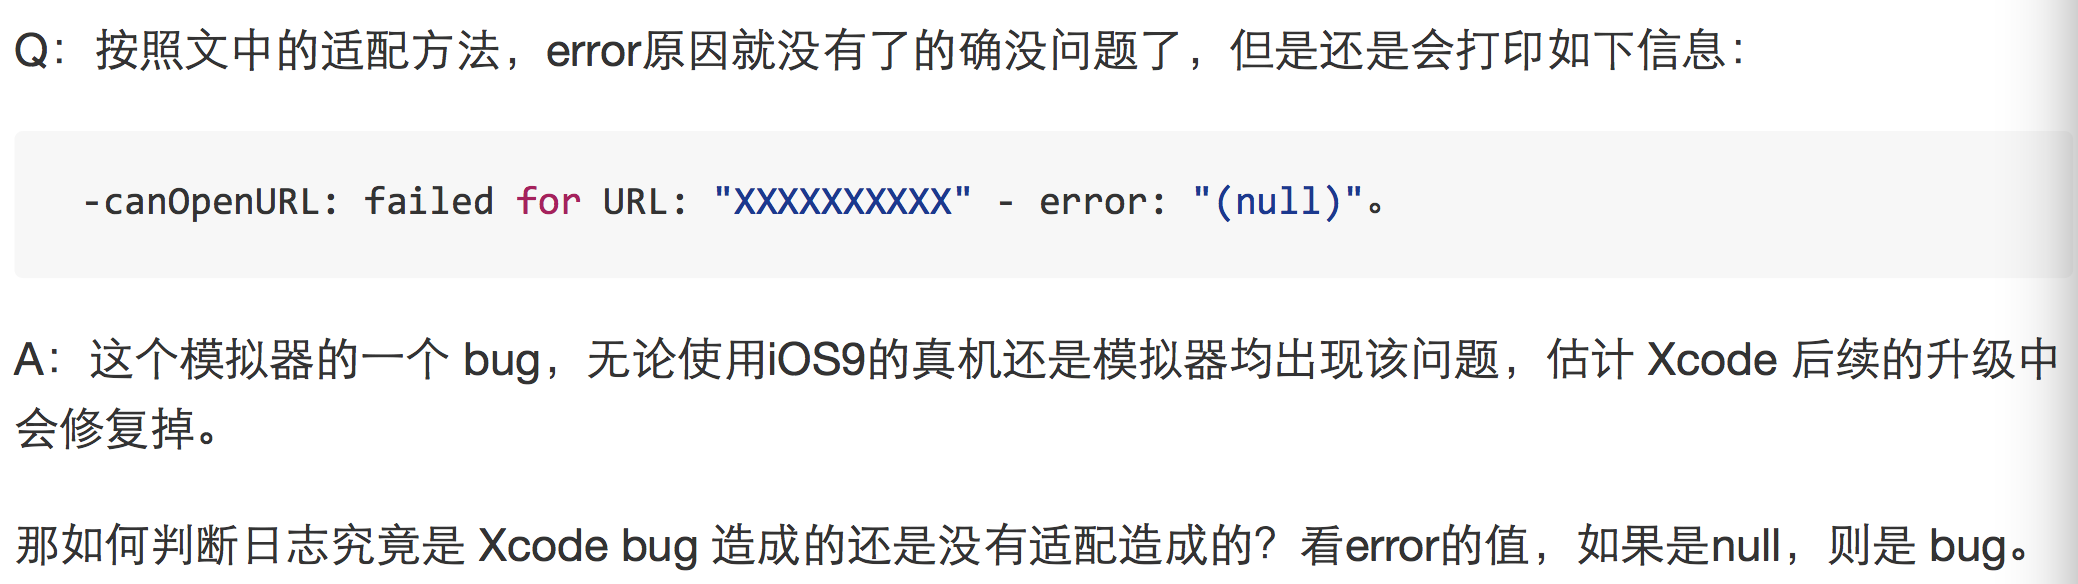 Q：按照文中的适配方法，error原因就没有了的确没问题了，但是还是会打印如下信息：
-canOpenURL: failed for URL: "XXXXXXXXXX" - error: "(null)"。
A：这个模拟器的一个 bug，无论使用iOS9的真机还是模拟器均出现该问题，估计 Xcode 后续的升级中
会修复掉。
那如何判断日志究竟是 Xcode bug 造成的还是没有适配造成的？看error的值，如果是null，则是 bug。